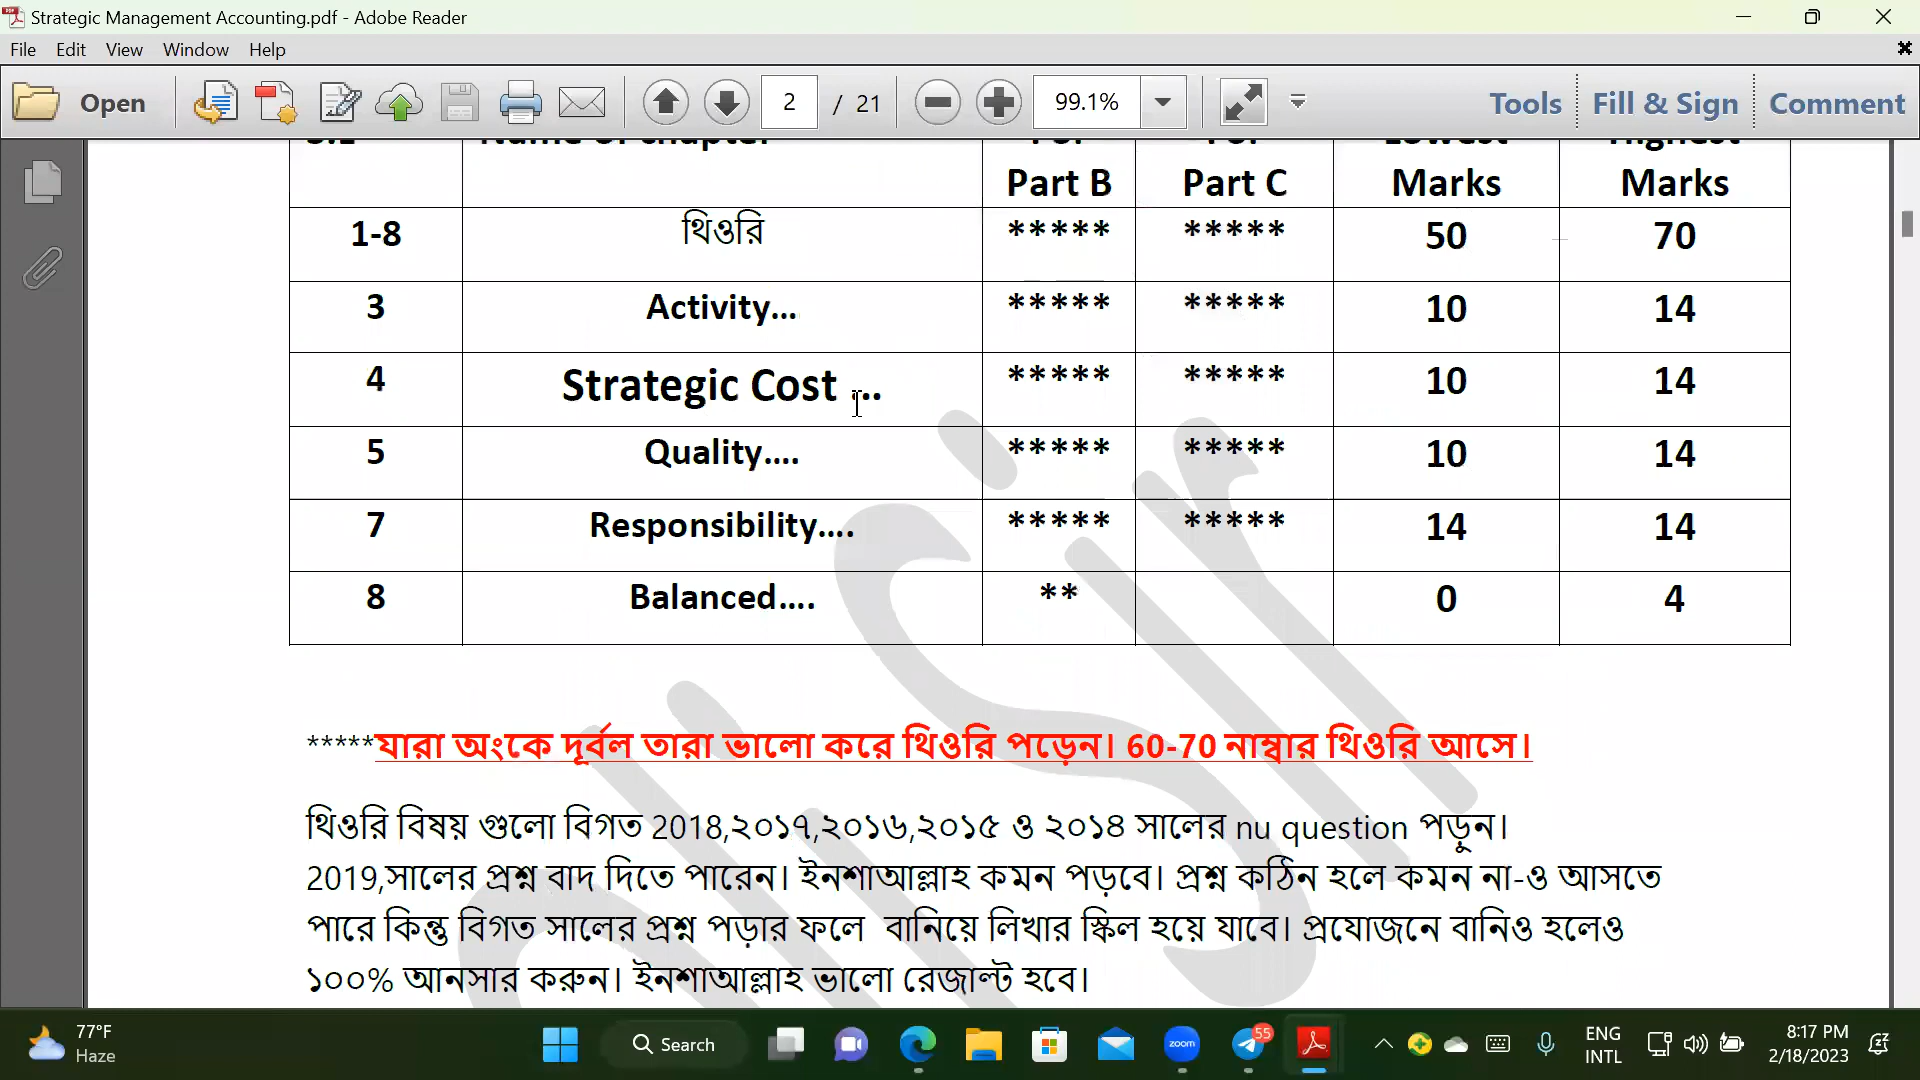 Strategic Management Accounting.pdf - Adobe Reader
File Edit View Window Help
Open 2 / 21 99.1% Tools Fill & Sign Comment
Part B Part C Marks Marks
1-8 থিওরি ***** ***** 50 70
3 Activity... ***** ***** 10 14
4 Strategic Cost ... ***** ***** 10 14
5 Quality.... ***** ***** 10 14
7 Responsibility.... ***** ***** 14 14
8 Balanced.... ** 0 4
*****যারা অংকে দূর্বল তারা ভালো করে থিওরি পড়েন। 60-70 নাম্বার থিওরি আসে।
থিওরি বিষয় গুলো বিগত 2018,২০১৭,২০১৬,২০১৫ ও ২০১৪ সালের nu question পড়ুন।
2019,সালের প্রশ্ন বাদ দিতে পারেন। ইনশাআল্লাহ কমন পড়বে। প্রশ্ন কঠিন হলে কমন না-ও আসতে
পারে কিন্তু বিগত সালের প্রশ্ন পড়ার ফলে বানিয়ে লিখার স্কিল হয়ে যাবে। প্রযোজনে বানিও হলেও
১০০% আনসার করুন। ইনশাআল্লাহ ভালো রেজাল্ট হবে।
77°F
Haze
Search
zoom
55
ENG
INTL
8:17 PM
2/18/2023